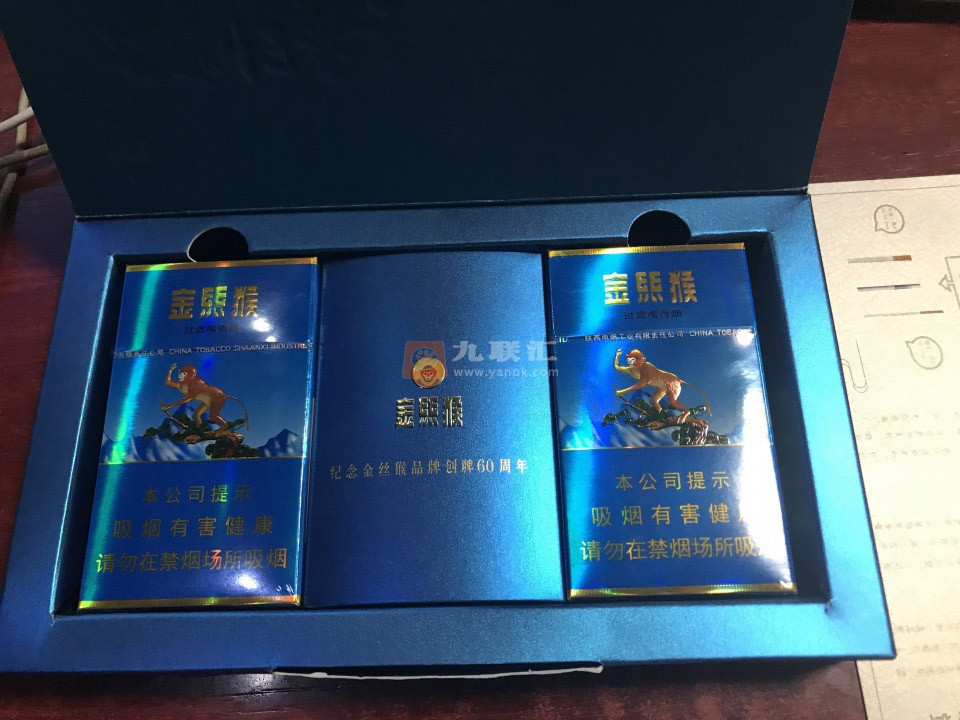 金丝猴
过滤嘴香烟
公司 CHINA TOBACCO SHAANXI INDUSTR
本公司提示
吸烟有害健康
请勿在禁烟场所吸烟
九联汇
www.yanpk.com
金丝猴
纪念金丝猴品牌创牌60周年
金丝猴
过滤嘴香烟
陕西中烟工业有限责任公司 CHINA TOBAC
本公司提示
吸烟有害健
请勿在禁烟场所吸